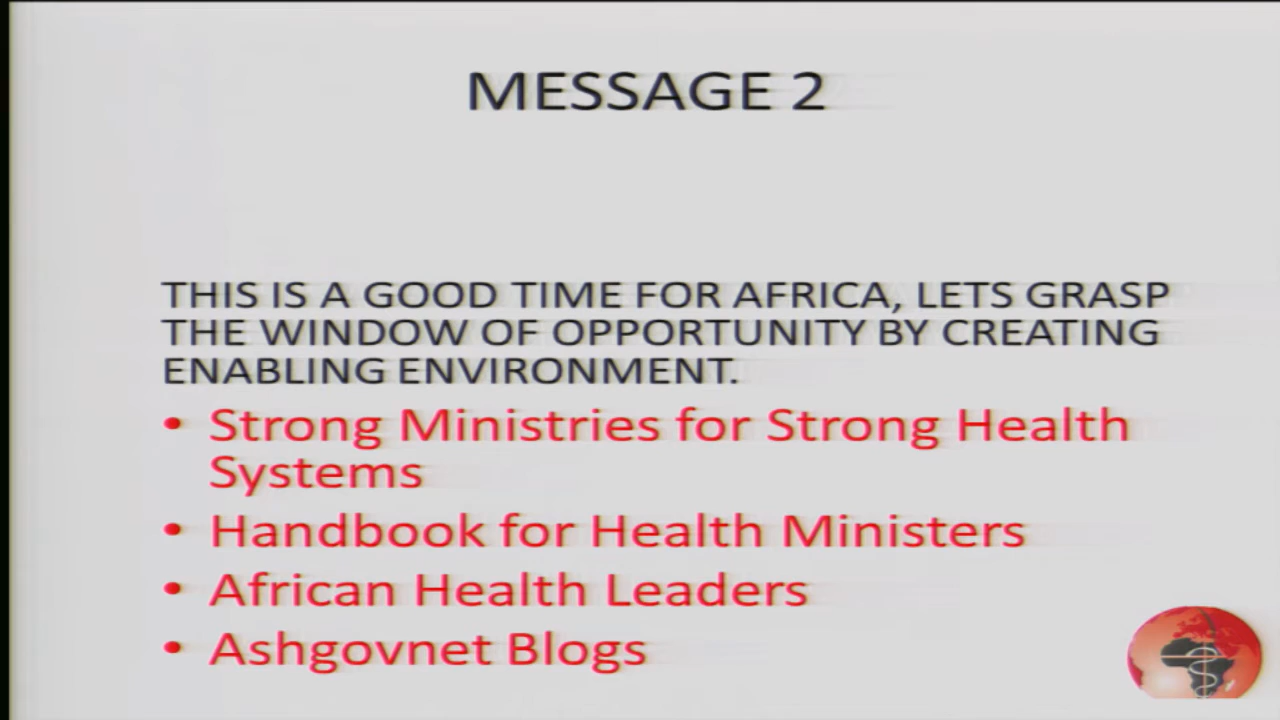 MESSAGE 2
THIS IS A GOOD TIME FOR AFRICA, LETS GRASP
THE WINDOW OF OPPORTUNITY BY CREATING
ENABLING ENVIRONMENT.
• Strong Ministries for Strong Health
Systems
• Handbook for Health Ministers
• African Health Leaders
• Ashgovnet Blogs